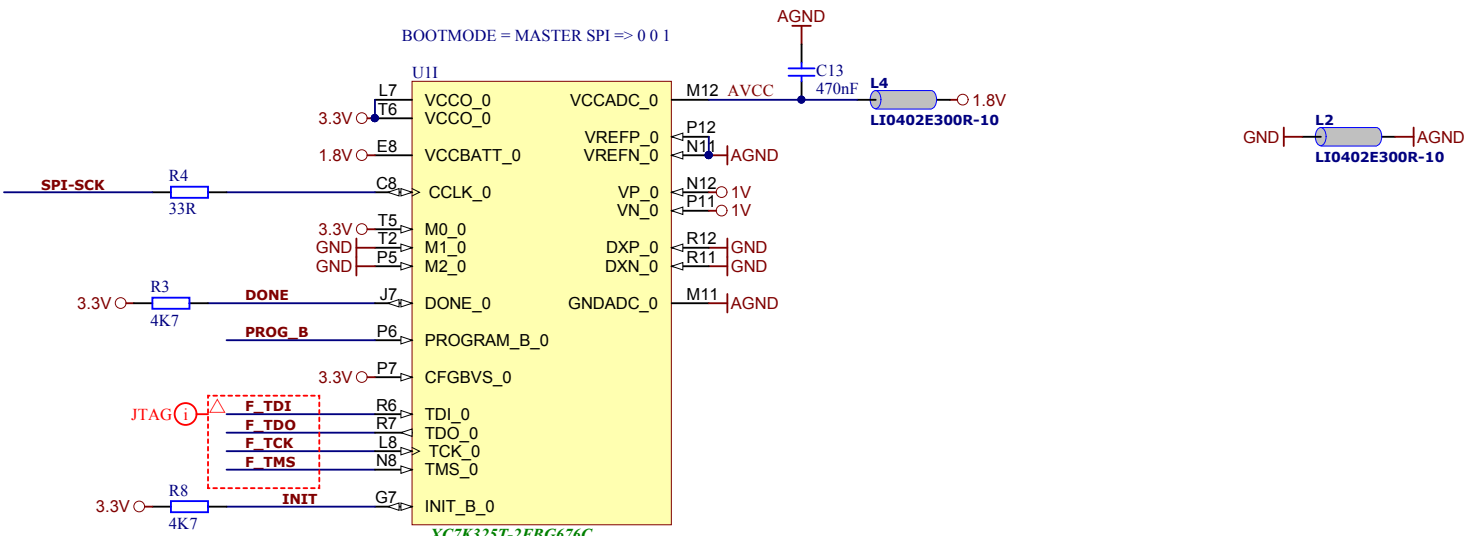 AGND
BOOTMODE = MASTER SPI => 0 0 1
U1I
C13
470nF
L4
1.8V
LI0402E300R-10
L7 VCCO_0
3.3V T6 VCCO_0
1.8V E8 VCCBATT_0
SPI-SCK R4 33R C8 CCLK_0
3.3V T5 M0_0
GND T2 M1_0
GND P5 M2_0
3.3V R3 4K7 DONE J7 DONE_0
PROG_B P6 PROGRAM_B_0
3.3V P7 CFGBVS_0
JTAG i
F_TDI R6 TDI_0
F_TDO R7 TDO_0
F_TCK L8 TCK_0
F_TMS N8 TMS_0
3.3V R8 4K7 INIT G7 INIT_B_0
VCCADC_0 M12 AVCC
VREFP_0 P12
VREFN_0 N11 AGND
VP_0 N12 1V
VN_0 P11 1V
DXP_0 R12 GND
DXN_0 R11 GND
GNDADC_0 M11 AGND
XC7K325T-2FBG676C
GND L2 AGND
LI0402E300R-10